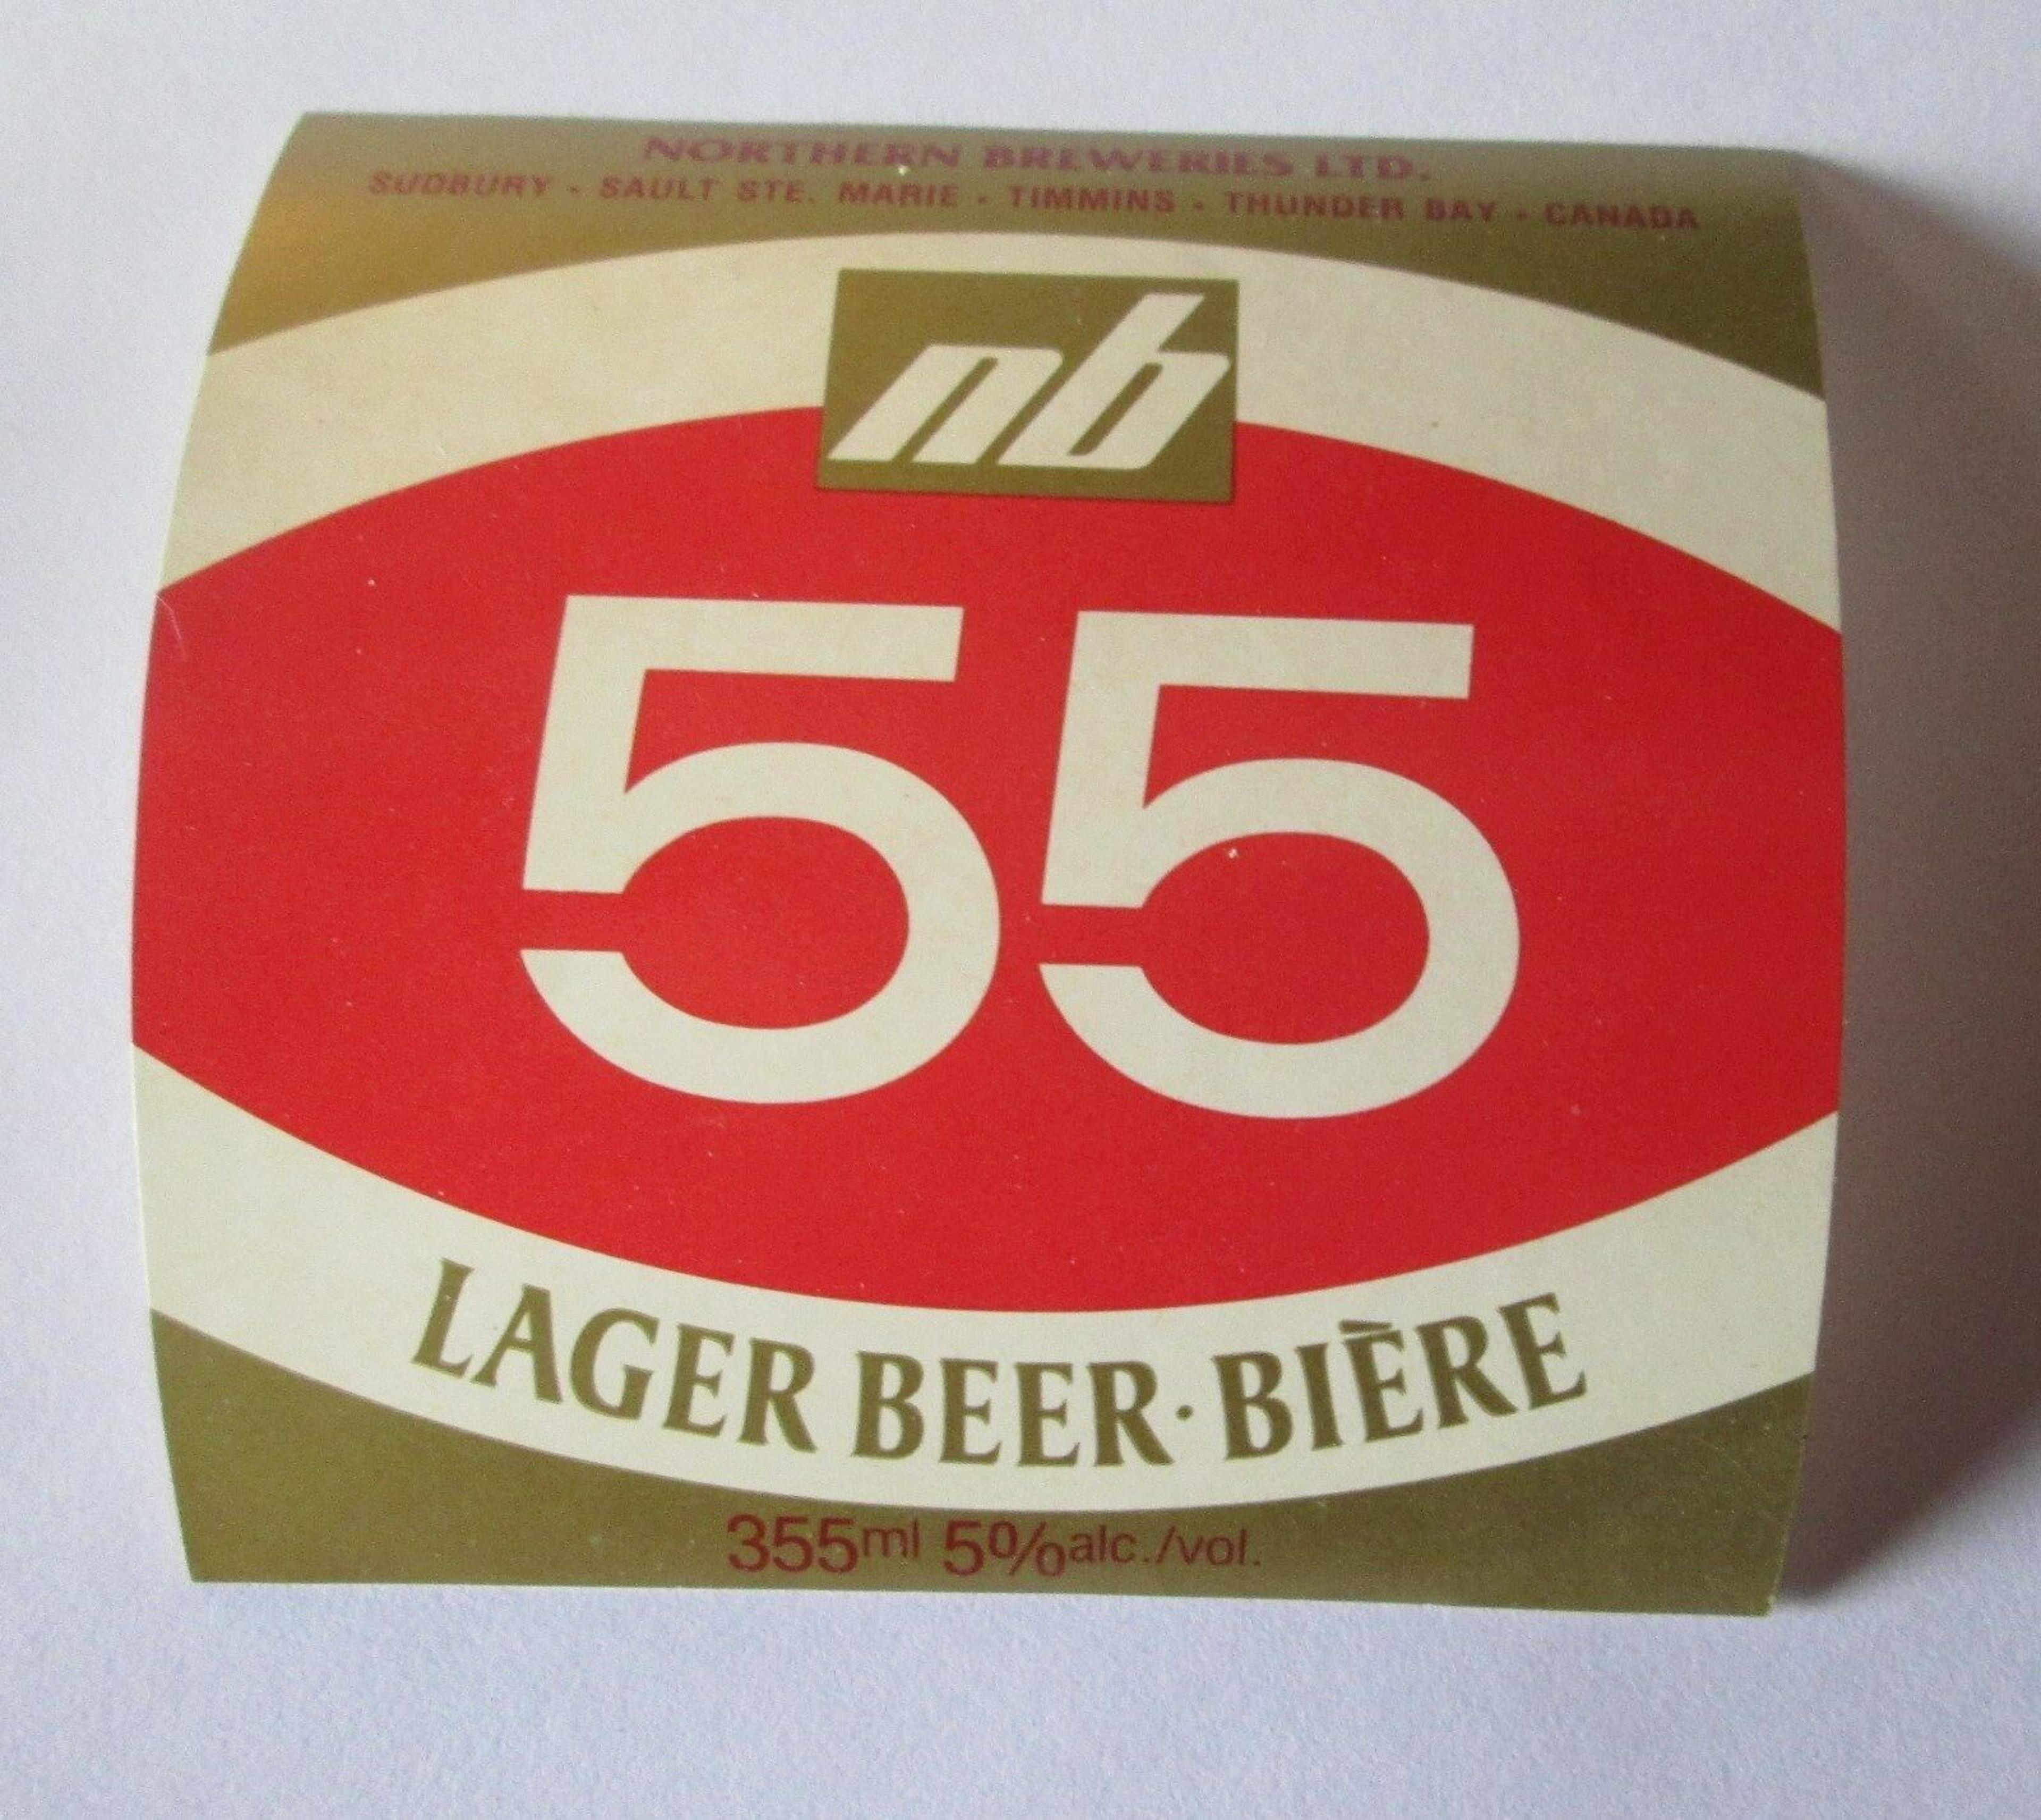 NORTHERN BREWERIES LTD.
SUDBURY - SAULT STE. MARIE - TIMMINS - THUNDER BAY - CANADA
nb
55
LAGER BEER·BIÈRE
355ml 5%alc./vol.